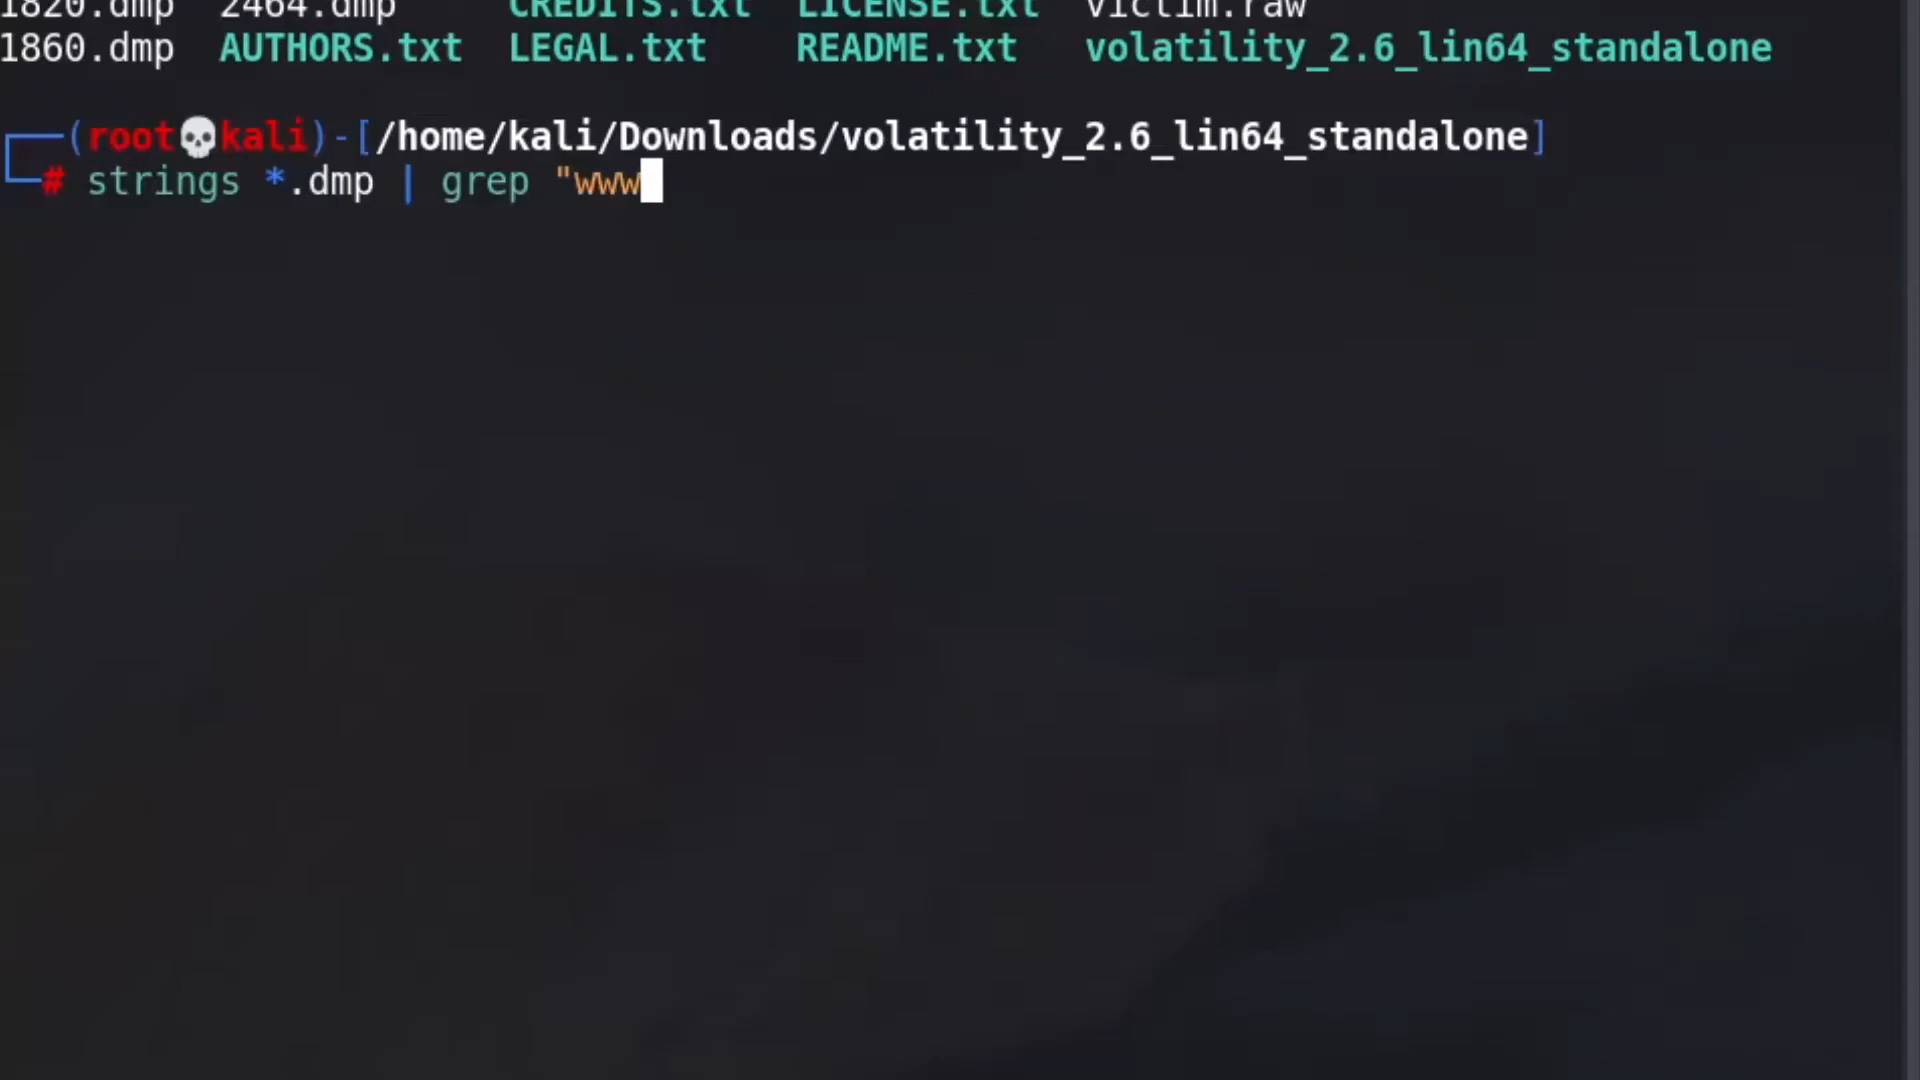 1820.dmp 2464.dmp CREDITS.txt LICENSE.txt victim.raw
1860.dmp AUTHORS.txt LEGAL.txt README.txt volatility_2.6_lin64_standalone
┌──(root💀kali)-[/home/kali/Downloads/volatility_2.6_lin64_standalone]
└─# strings *.dmp | grep "www